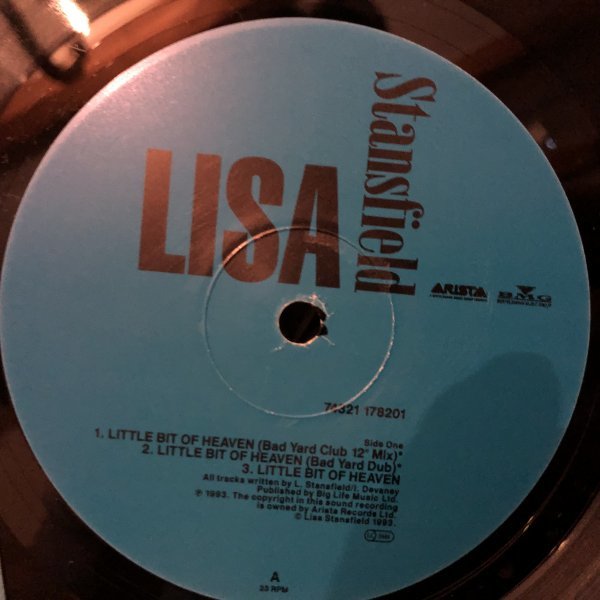 LISA
Stansfield
ARISTA
BMG
74321 178201
Side One
1. LITTLE BIT OF HEAVEN (Bad Yard Club 12" Mix)*
2. LITTLE BIT OF HEAVEN (Bad Yard Dub)*
3. LITTLE BIT OF HEAVEN
All tracks written by L. Stansfield/I. Devaney
Published by Big Life Music Ltd.
℗ 1993. The copyright in this sound recording
is owned by Arista Records Ltd.
© Lisa Stansfield 1993.
A
33 RPM